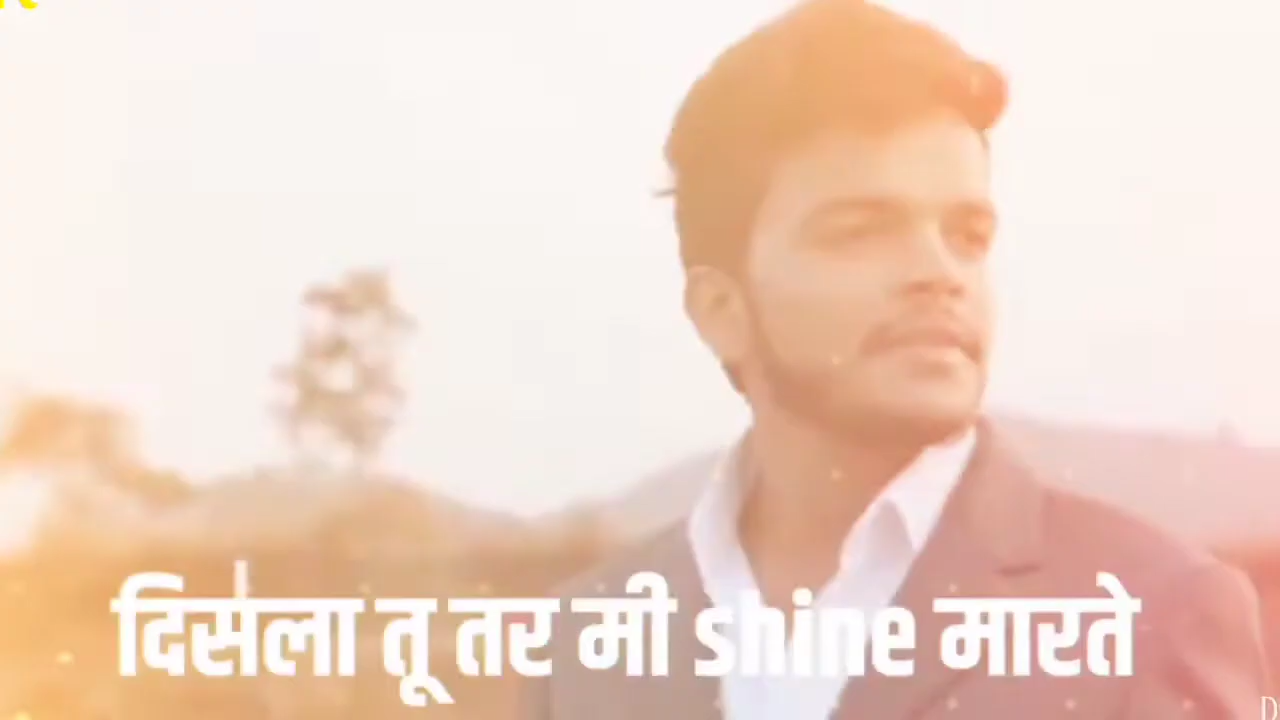 दिसला तू तर मी shine मारते